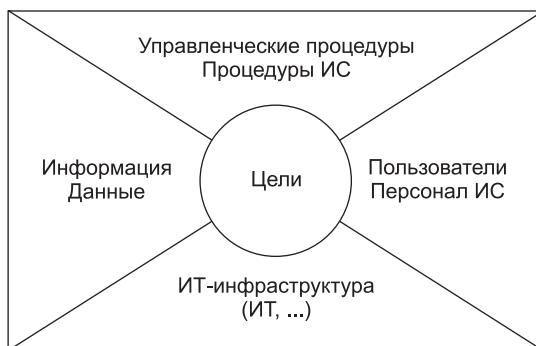 Управленческие процедуры
Процедуры ИС
Информация
Данные
Цели
Пользователи
Персонал ИС
ИТ-инфраструктура
(ИТ, ...)